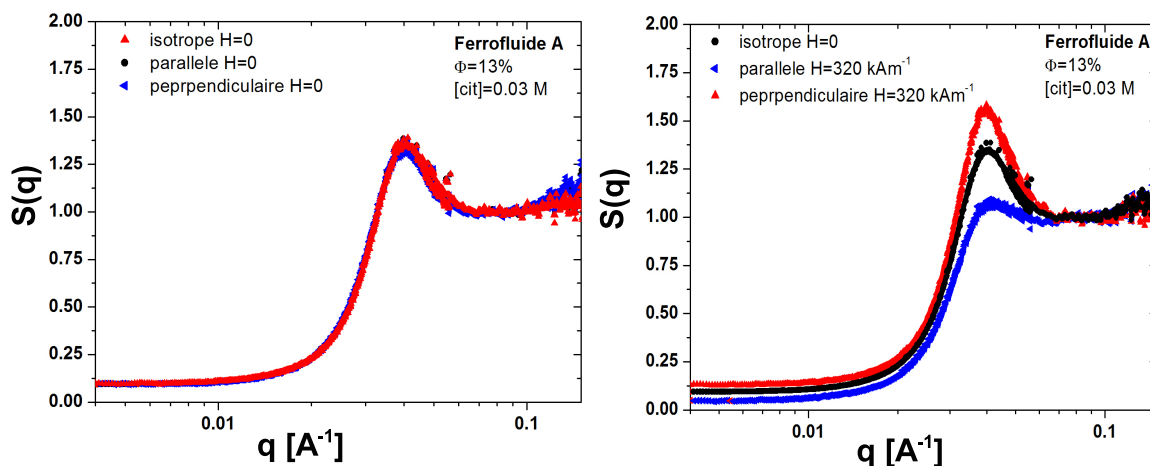 2.00
1.75
1.50
1.25
1.00
0.75
0.50
0.25
0.00
S(q)
isotrope H=0
parallele H=0
peprpendiculaire H=0
Ferrofluide A
Φ=13%
[cit]=0.03 M
0.01
0.1
q [A-1]
2.00
1.75
1.50
1.25
1.00
0.75
0.50
0.25
0.00
S(q)
isotrope H=0
parallele H=320 kAm-1
peprpendiculaire H=320 kAm-1
Ferrofluide A
Φ=13%
[cit]=0.03 M
0.01
0.1
q [A-1]